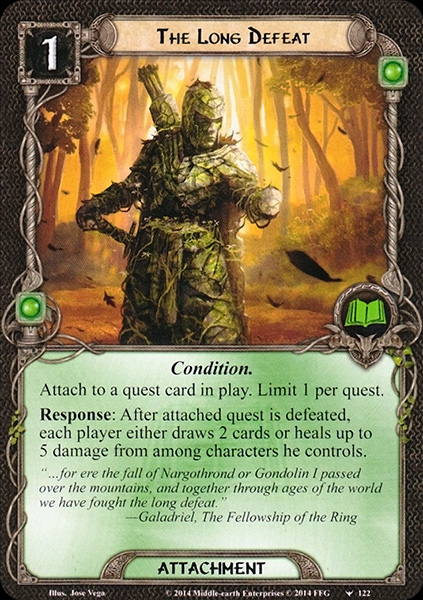 1
The Long Defeat
Condition.
Attach to a quest card in play. Limit 1 per quest.
Response: After attached quest is defeated,
each player either draws 2 cards or heals up to
5 damage from among characters he controls.
“...for ere the fall of Nargothrond or Gondolin I passed
over the mountains, and together through ages of the world
we have fought the long defeat.”
—Galadriel, The Fellowship of the Ring
ATTACHMENT
Illus. Jose Vega © 2014 Middle-earth Enterprises © 2014 FFG 122